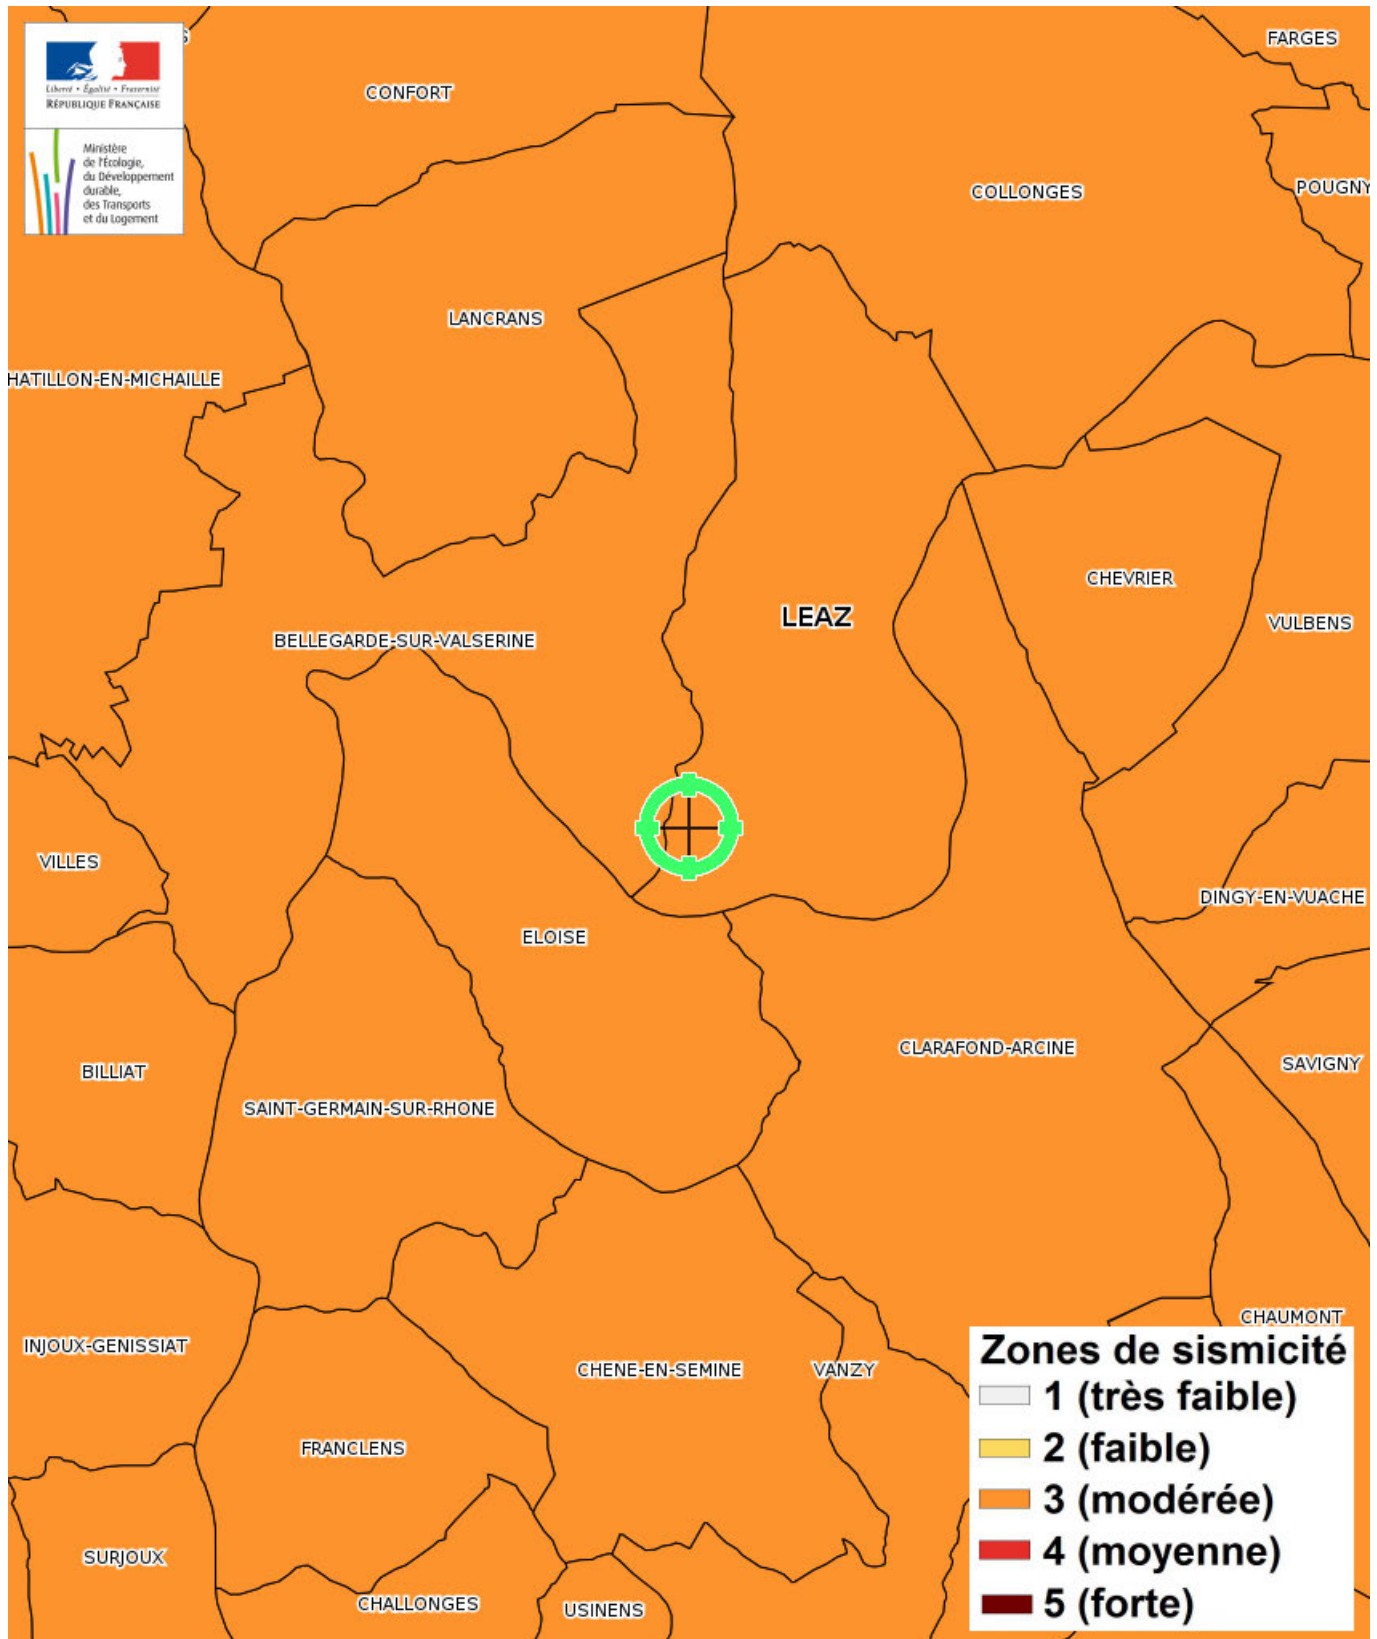 Liberté • Égalité • Fraternité
RÉPUBLIQUE FRANÇAISE
Ministère
de l'Écologie,
du Développement
durable,
des Transports
et du Logement
FARGES
CONFORT
POUGNY
COLLONGES
LANCRANS
HATILLON-EN-MICHAILLE
CHEVRIER
LEAZ
VULBENS
BELLEGARDE-SUR-VALSERINE
VILLES
DINGY-EN-VUACHE
ELOISE
CLARAFOND-ARCINE
SAVIGNY
BILLIAT
SAINT-GERMAIN-SUR-RHONE
CHAUMONT
INJOUX-GENISSIAT
CHENE-EN-SEMINE
VANZY
FRANCLENS
SURJOUX
CHALLONGES
USINENS
Zones de sismicité
1 (très faible)
2 (faible)
3 (modérée)
4 (moyenne)
5 (forte)